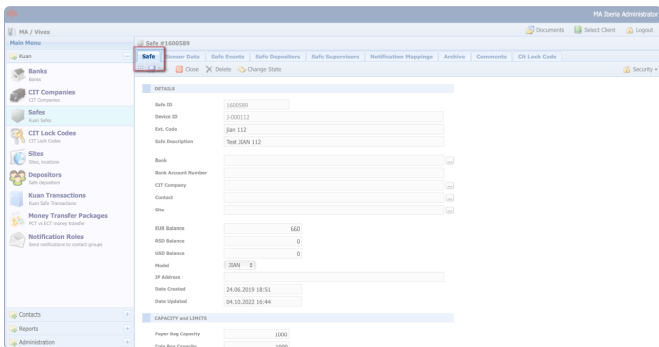 MA Iberia Administrator
MA / Vivex
Documents Select Client Logout
Main Menu
Safe #1600589
Kuan
Safe Sensor Data Safe Events Safe Depositors Safe Supervisors Notification Mappings Archive Comments Cit Lock Code
Close Delete Change State Security
Banks
Banks
CIT Companies
CIT Companies
Safes
Kuan Safes
CIT Lock Codes
CIT Lock Codes
Sites
Sites, locations
Depositors
Safe depositors
Kuan Transactions
Kuan Safe Transactions
Money Transfer Packages
PCT vs ECT money transfer
Notification Roles
Send notifications to contact groups
Contacts
Reports
Administration
DETAILS
Safe ID 1600589
Device ID J-000112
Ext. Code jian 112
Safe Description Test JIAN 112
Bank
Bank Account Number
CIT Company
Contact
Site
EUR Balance 660
RSD Balance 0
USD Balance 0
Model JIAN
IP Address
Date Created 24.06.2019 18:51
Date Updated 04.10.2022 16:44
CAPACITY and LIMITS
Paper Bag Capacity 1000
Coin Box Capacity 1000